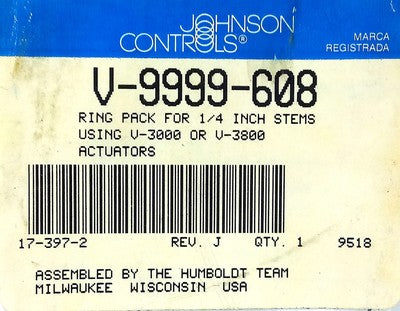 JOHNSON
CONTROLS®
MARCA
REGISTRADA
V-9999-608
RING PACK FOR 1/4 INCH STEMS
USING V-3000 OR V-3800
ACTUATORS
17-397-2 REV. J QTY. 1 9518
ASSEMBLED BY THE HUMBOLDT TEAM
MILWAUKEE WISCONSIN USA